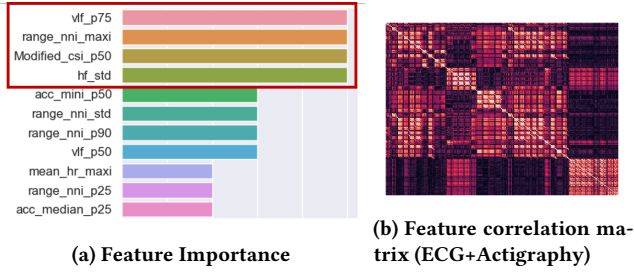 vlf_p75
range_nni_maxi
Modified_csi_p50
hf_std
acc_mini_p50
range_nni_std
range_nni_p90
vlf_p50
mean_hr_maxi
range_nni_p25
acc_median_p25
(a) Feature Importance
(b) Feature correlation ma-
trix (ECG+Actigraphy)